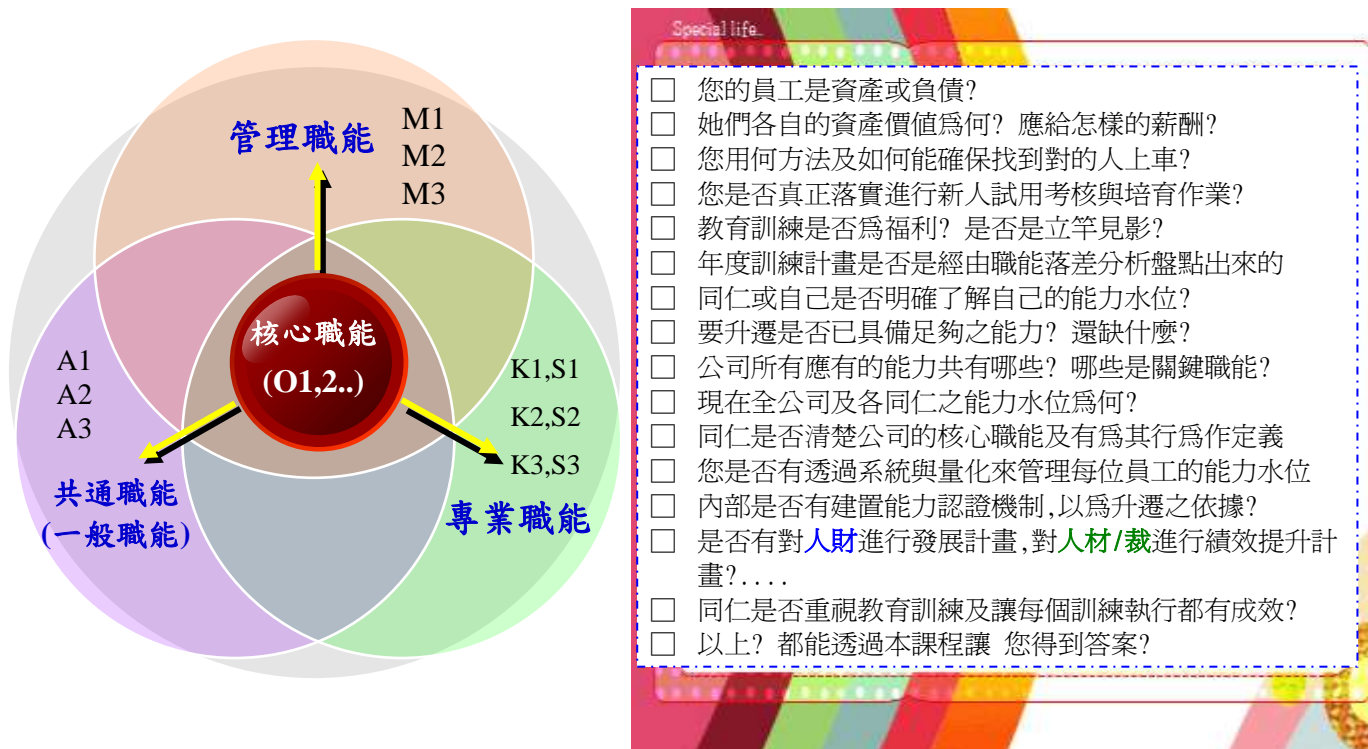 管理職能
M1
M2
M3
核心職能
(O1,2..)
A1
A2
A3
共通職能
(一般職能)
K1,S1
K2,S2
K3,S3
專業職能
Special life..
□ 您的員工是資產或負債?
□ 她們各自的資產價值爲何? 應給怎樣的薪酬?
□ 您用何方法及如何能確保找到對的人上車?
□ 您是否真正落實進行新人試用考核與培育作業?
□ 教育訓練是否爲福利? 是否是立竿見影?
□ 年度訓練計畫是否是經由職能落差分析盤點出來的
□ 同仁或自己是否明確了解自己的能力水位?
□ 要升遷是否已具備足夠之能力? 還缺什麼?
□ 公司所有應有的能力共有哪些? 哪些是關鍵職能?
□ 現在全公司及各同仁之能力水位爲何?
□ 同仁是否清楚公司的核心職能及有爲其行爲作定義
□ 您是否有透過系統與量化來管理每位員工的能力水位
□ 內部是否有建置能力認證機制,以爲升遷之依據?
□ 是否有對人財進行發展計畫,對人材/裁進行績效提升計
畫?....
□ 同仁是否重視教育訓練及讓每個訓練執行都有成效?
□ 以上? 都能透過本課程讓 您得到答案?